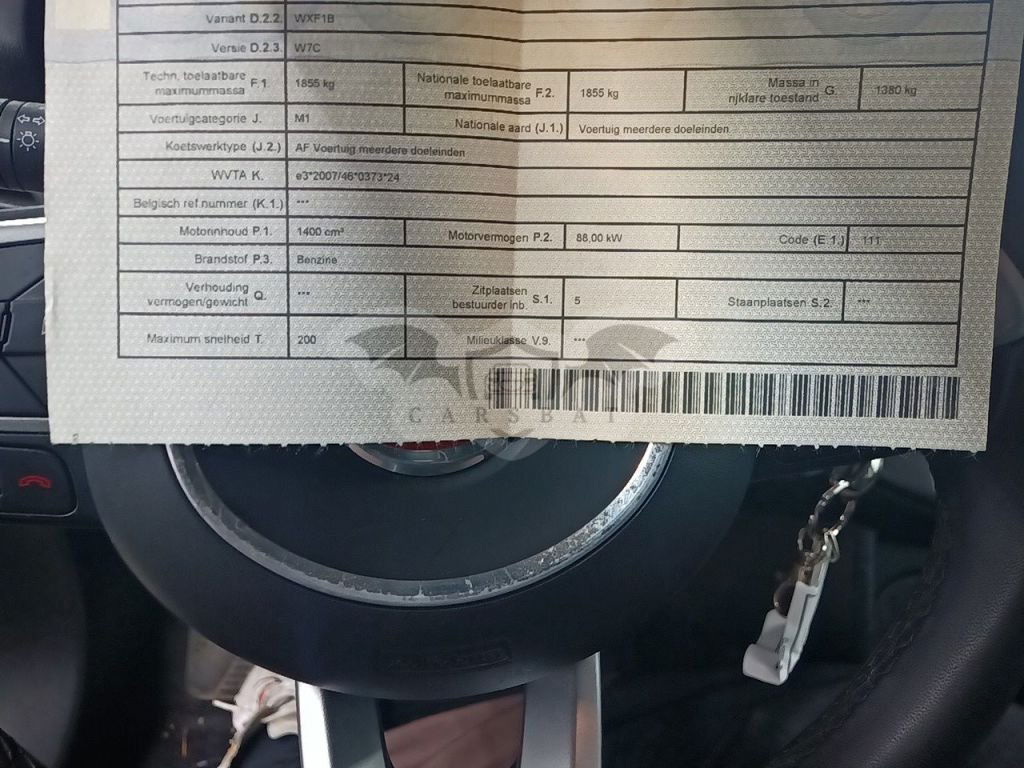 Variant D.2.2. WXF1B
Versie D.2.3. W7C
Techn. toelaatbare maximummassa F.1 1855 kg Nationale toelaatbare maximummassa F.2. 1855 kg Massa in rijklare toestand G. 1380 kg
Voertuigcategorie J. M1 Nationale aard (J.1.) Voertuig meerdere doeleinden
Koetswerktype (J.2.) AF Voertuig meerdere doeleinden
WVTA K. e3*2007/46*0373*24
Belgisch ref nummer (K.1.) ---
Motorinhoud P.1. 1400 cm³ Motorvermogen P.2. 88,00 kW Code (E.1.) 111
Brandstof P.3. Benzine
Verhouding vermogen/gewicht Q. --- Zitplaatsen bestuurder inb. S.1. 5 Staanplaatsen S.2. ---
Maximum snelheid T. 200 Milieuklasse V.9. ---
CARSBAT